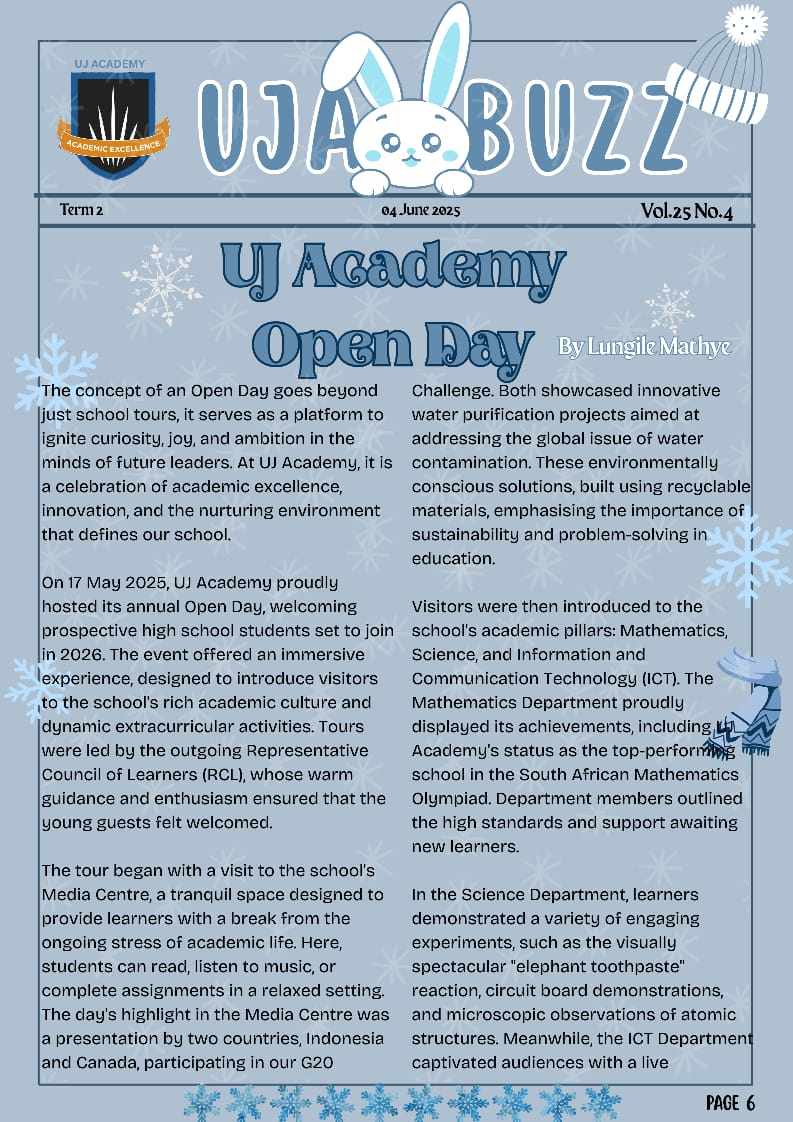 UJ ACADEMY
ACADEMIC EXCELLENCE
UJA BUZZ
Term 2
04 June 2025
Vol.25 No.4
UJ Academy
Open Day
By Lungile Mathye
The concept of an Open Day goes beyond
just school tours, it serves as a platform to
ignite curiosity, joy, and ambition in the
minds of future leaders. At UJ Academy, it is
a celebration of academic excellence,
innovation, and the nurturing environment
that defines our school.
On 17 May 2025, UJ Academy proudly
hosted its annual Open Day, welcoming
prospective high school students set to join
in 2026. The event offered an immersive
experience, designed to introduce visitors
to the school's rich academic culture and
dynamic extracurricular activities. Tours
were led by the outgoing Representative
Council of Learners (RCL), whose warm
guidance and enthusiasm ensured that the
young guests felt welcomed.
The tour began with a visit to the school's
Media Centre, a tranquil space designed to
provide learners with a break from the
ongoing stress of academic life. Here,
students can read, listen to music, or
complete assignments in a relaxed setting.
The day's highlight in the Media Centre was
a presentation by two countries, Indonesia
and Canada, participating in our G20
Challenge. Both showcased innovative
water purification projects aimed at
addressing the global issue of water
contamination. These environmentally
conscious solutions, built using recyclable
materials, emphasising the importance of
sustainability and problem-solving in
education.
Visitors were then introduced to the
school's academic pillars: Mathematics,
Science, and Information and
Communication Technology (ICT). The
Mathematics Department proudly
displayed its achievements, including
Academy's status as the top-performing
school in the South African Mathematics
Olympiad. Department members outlined
the high standards and support awaiting
new learners.
In the Science Department, learners
demonstrated a variety of engaging
experiments, such as the visually
spectacular "elephant toothpaste"
reaction, circuit board demonstrations,
and microscopic observations of atomic
structures. Meanwhile, the ICT Department
captivated audiences with a live
PAGE 6